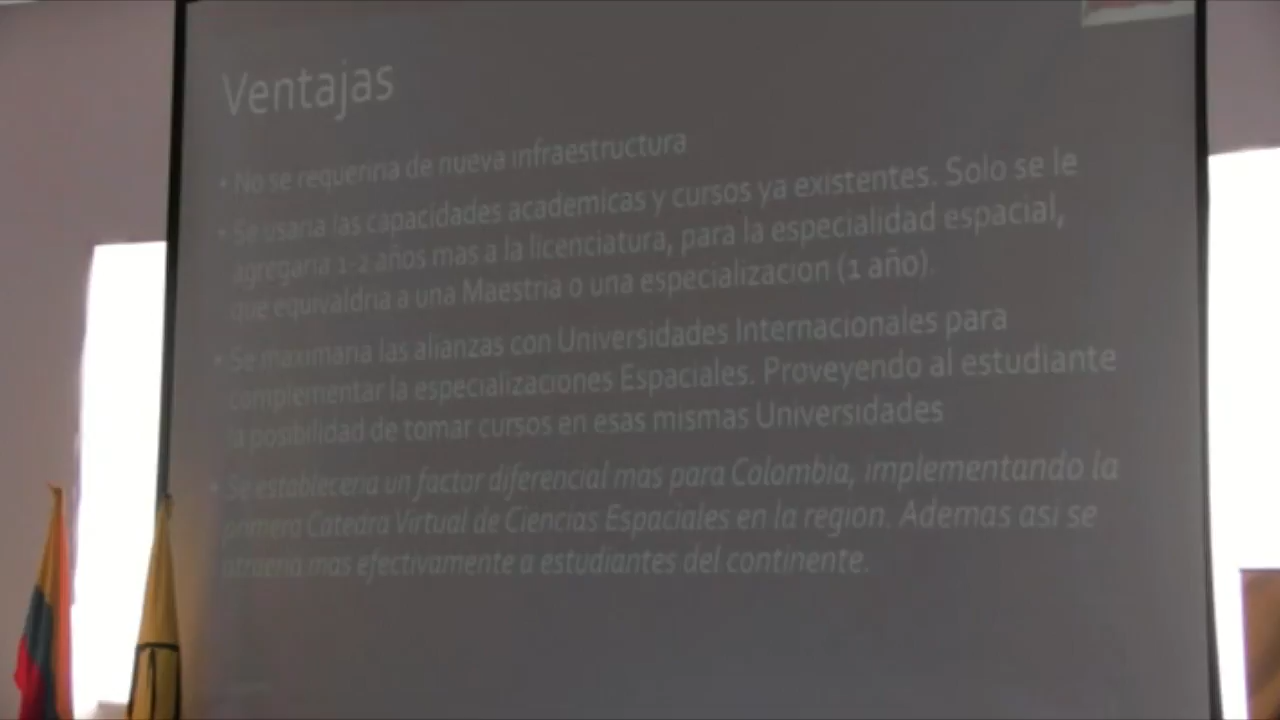 Ventajas
• No se requeriria de nueva infraestructura
• Se usaria las capacidades academicas y cursos ya existentes. Solo se le
agregaria 1-2 años mas a la licenciatura, para la especialidad espacial,
que equivaldria a una Maestria o una especializacion (1 año).
• Se maximaria las alianzas con Universidades Internacionales para
complementar la especializaciones Espaciales. Proveyendo al estudiante
la posibilidad de tomar cursos en esas mismas Universidades
• Se estableceria un factor diferencial mas para Colombia, implementando la
primera Catedra Virtual de Ciencias Espaciales en la region. Ademas asi se
atraeria mas efectivamente a estudiantes del continente.